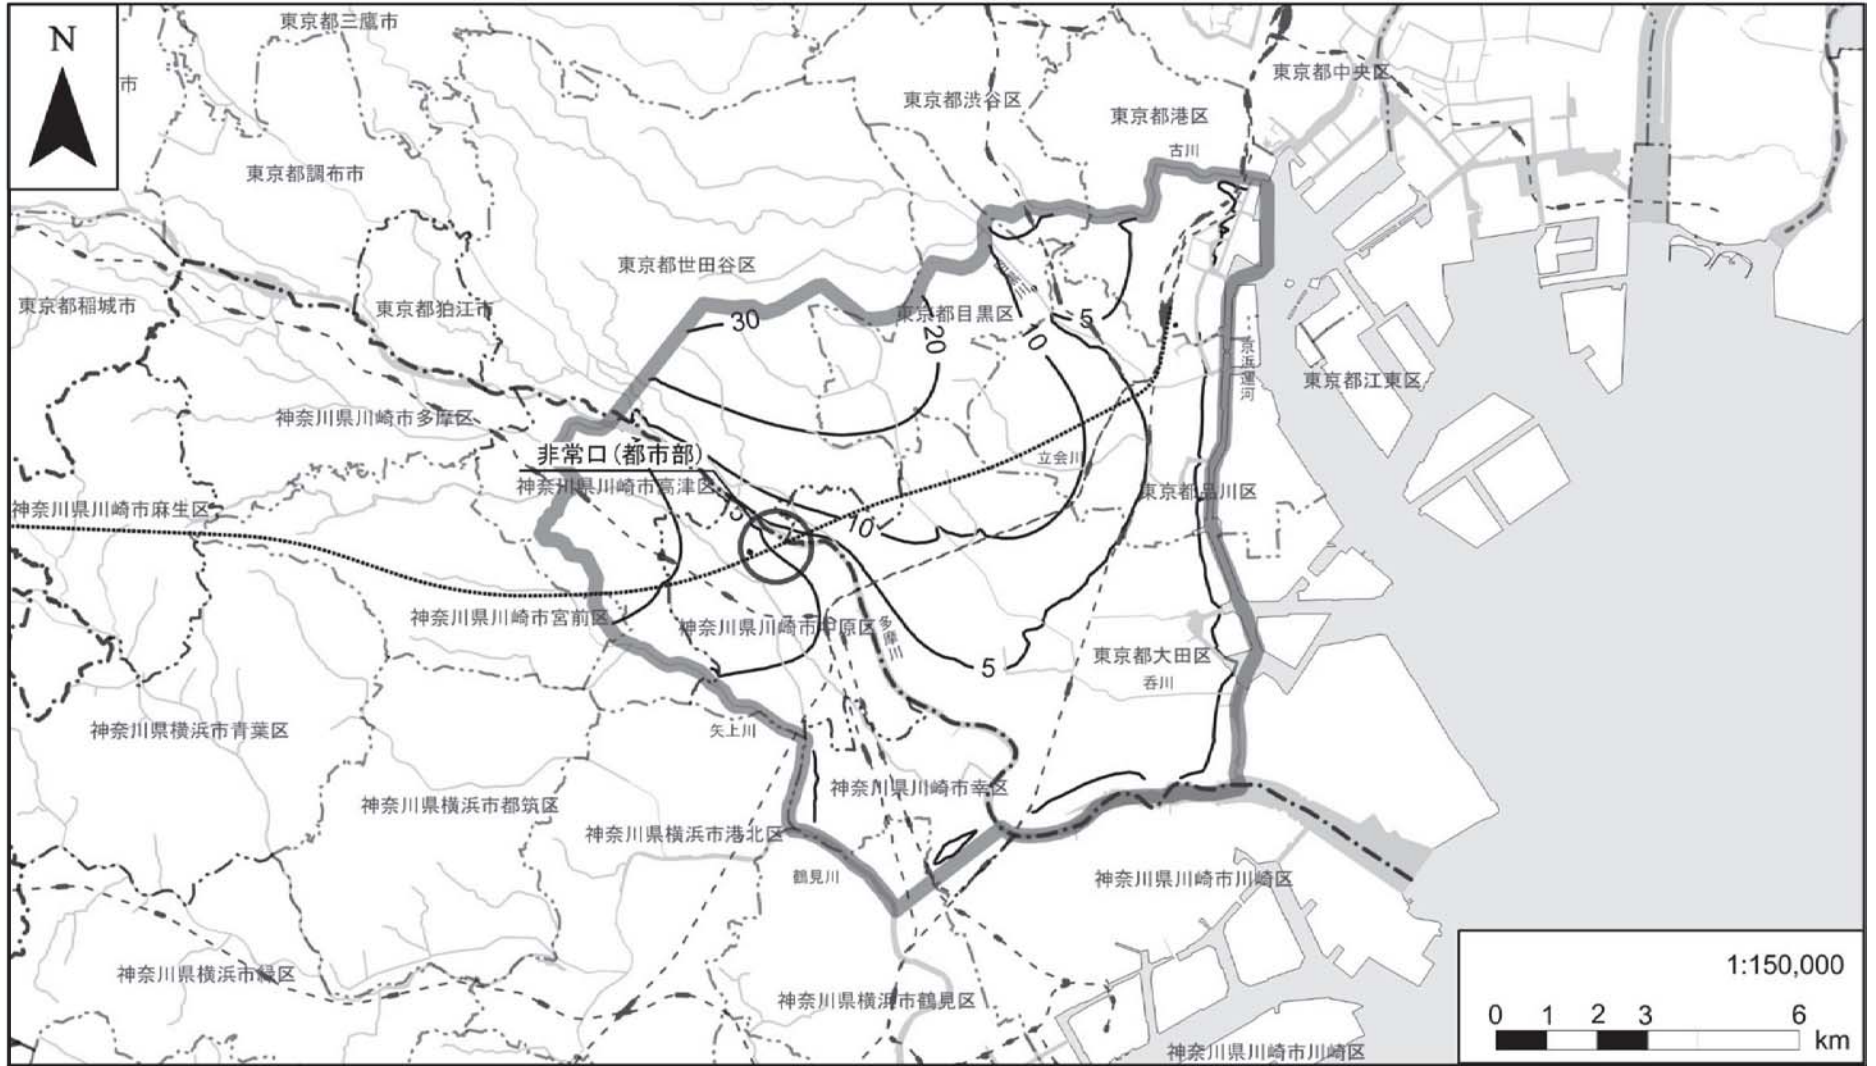 N
東京都三鷹市
市
東京都中央区
東京都渋谷区
東京都港区
古川
東京都調布市
東京都世田谷区
東京都稲城市
東京都狛江市
東京都目黒区
30
20
10
5
京浜運河
東京都江東区
神奈川県川崎市多摩区
非常口(都市部)
神奈川県川崎市高津区
立会川
東京都品川区
神奈川県川崎市麻生区
5
10
神奈川県川崎市宮前区
神奈川県川崎市中原区
多摩川
東京都大田区
5
呑川
神奈川県横浜市青葉区
矢上川
神奈川県川崎市幸区
神奈川県横浜市都筑区
神奈川県横浜市港北区
鶴見川
神奈川県川崎市川崎区
神奈川県横浜市緑区
神奈川県横浜市鶴見区
神奈川県川崎市川崎区
1:150,000
0 1 2 3 6
km